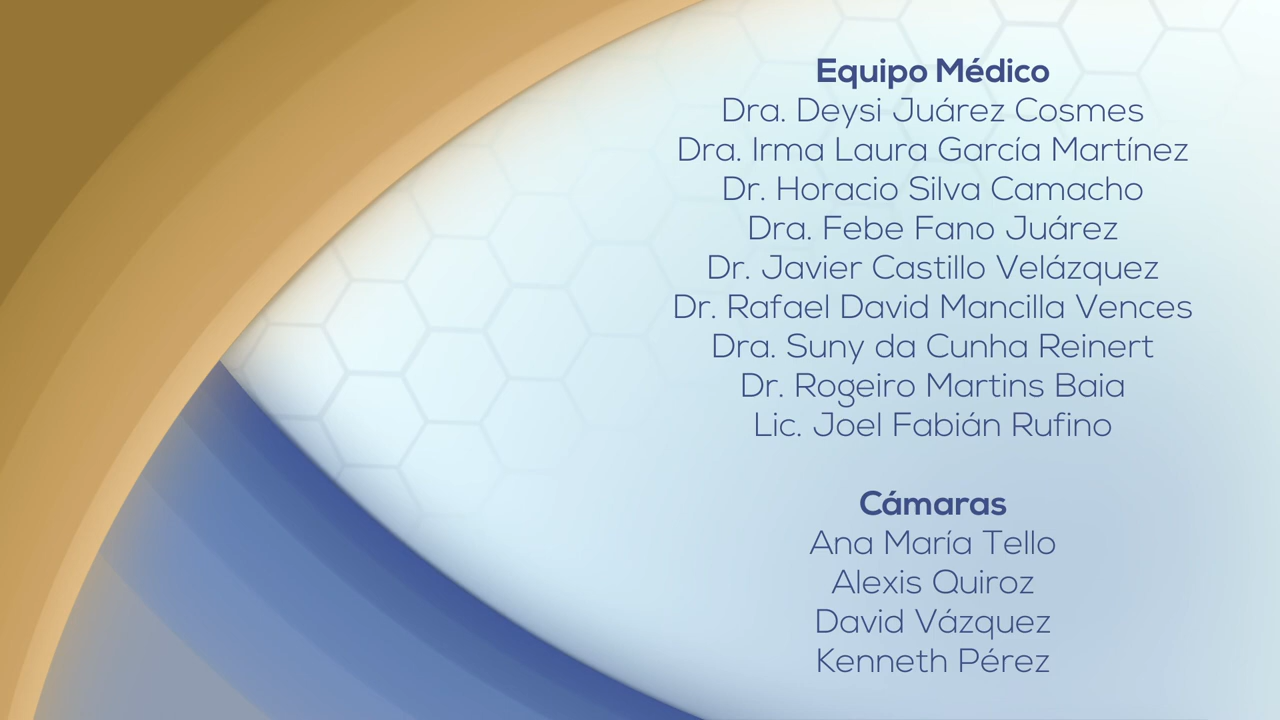 Equipo Médico
Dra. Deysi Juárez Cosmes
Dra. Irma Laura García Martínez
Dr. Horacio Silva Camacho
Dra. Febe Fano Juárez
Dr. Javier Castillo Velázquez
Dr. Rafael David Mancilla Vences
Dra. Suny da Cunha Reinert
Dr. Rogeiro Martins Baia
Lic. Joel Fabián Rufino
Cámaras
Ana María Tello
Alexis Quiroz
David Vázquez
Kenneth Pérez